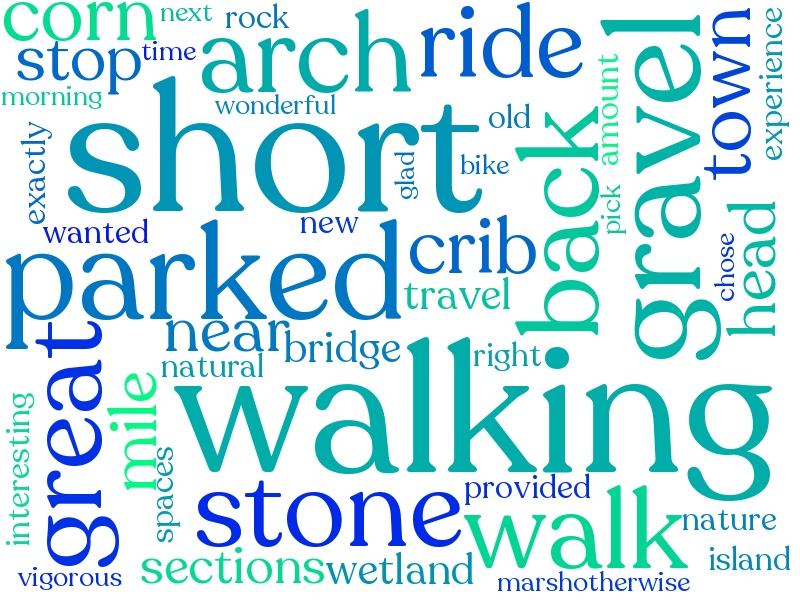 corn
next
rock
ride
gravel
town
experience
stop
time
arch
morning
wonderful
old
amount
short
back
exactly
glad
bike
pick
wanted
new
parked
crib
head
chose
travel
near
bridge
natural
right
great
mile
walking
interesting
spaces
stone
provided
walk
nature
vigorous
sections
wetland
marshotherwise
island